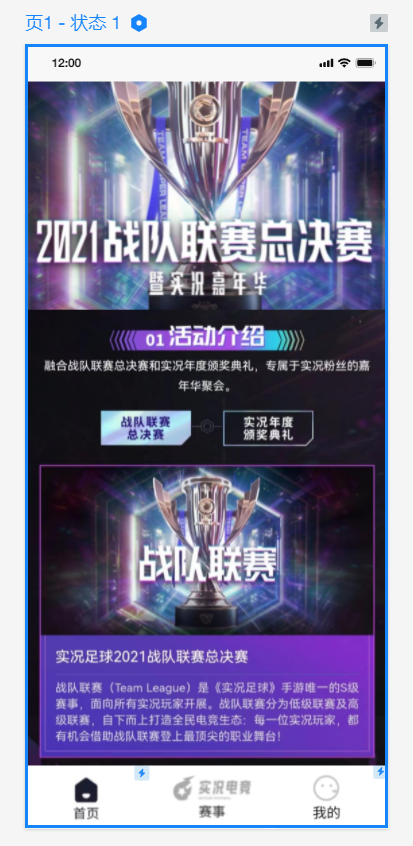 页1 - 状态 1
12:00
2021战队联赛总决赛
暨实况嘉年华
01 活动介绍
融合战队联赛总决赛和实况年度颁奖典礼，专属于实况粉丝的嘉
年华聚会。
战队联赛
总决赛
实况年度
颁奖典礼
战队联赛
实况足球2021战队联赛总决赛
战队联赛（Team League）是《实况足球》手游唯一的S级
赛事，面向所有实况玩家开展。战队联赛分为低级联赛及高
级联赛，自下而上打造全民电竞生态：每一位实况玩家，都
有机会借助战队联赛登上最顶尖的职业舞台！
实况电竞
首页
赛事
我的